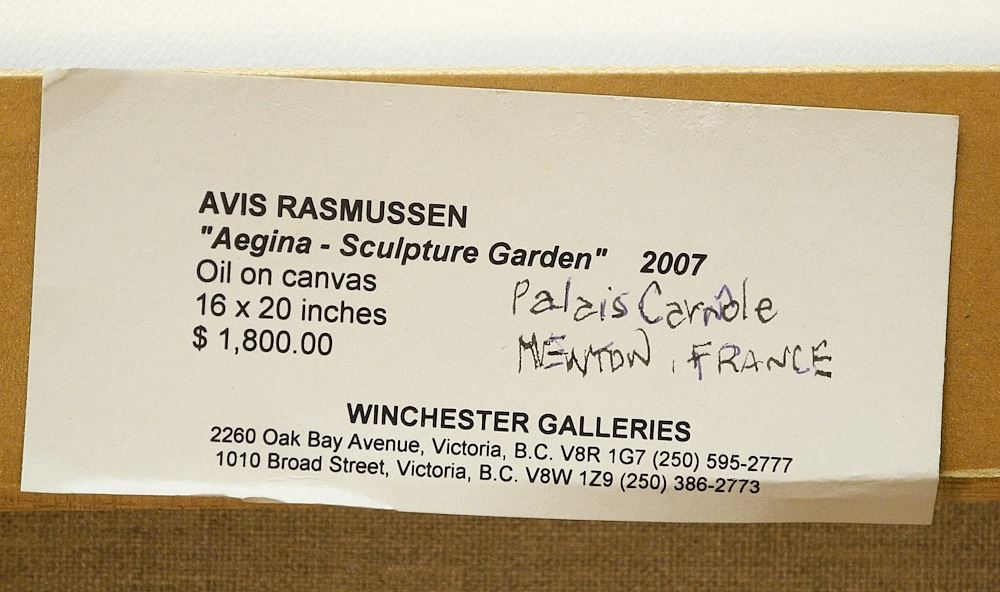 AVIS RASMUSSEN
"Aegina - Sculpture Garden" 2007
Oil on canvas
16 x 20 inches
$ 1,800.00
Palais Carnole
MENTON, FRANCE
WINCHESTER GALLERIES
2260 Oak Bay Avenue, Victoria, B.C. V8R 1G7 (250) 595-2777
1010 Broad Street, Victoria, B.C. V8W 1Z9 (250) 386-2773